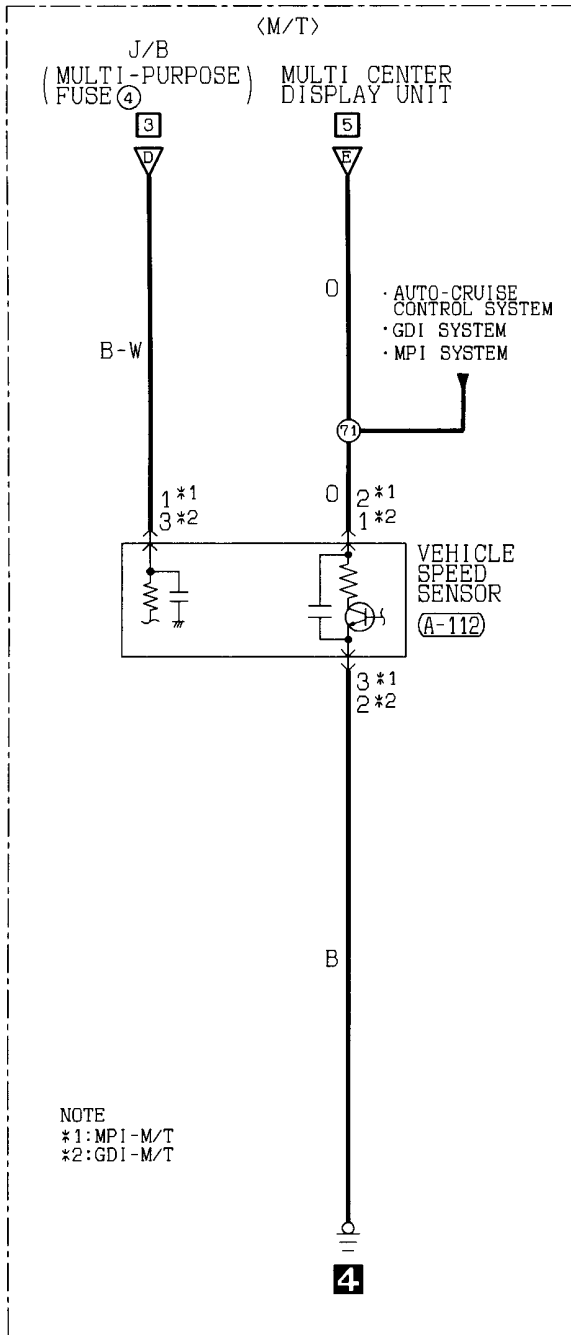 <M/T>
J/B
(MULTI-PURPOSE
FUSE④)
MULTI CENTER
DISPLAY UNIT
3
5
D
E
O
· AUTO-CRUISE
CONTROL SYSTEM
· GDI SYSTEM
· MPI SYSTEM
B-W
71
1*1
3*2
O
2*1
1*2
VEHICLE
SPEED
SENSOR
A-112
3*1
2*2
B
NOTE
*1:MPI-M/T
*2:GDI-M/T
4